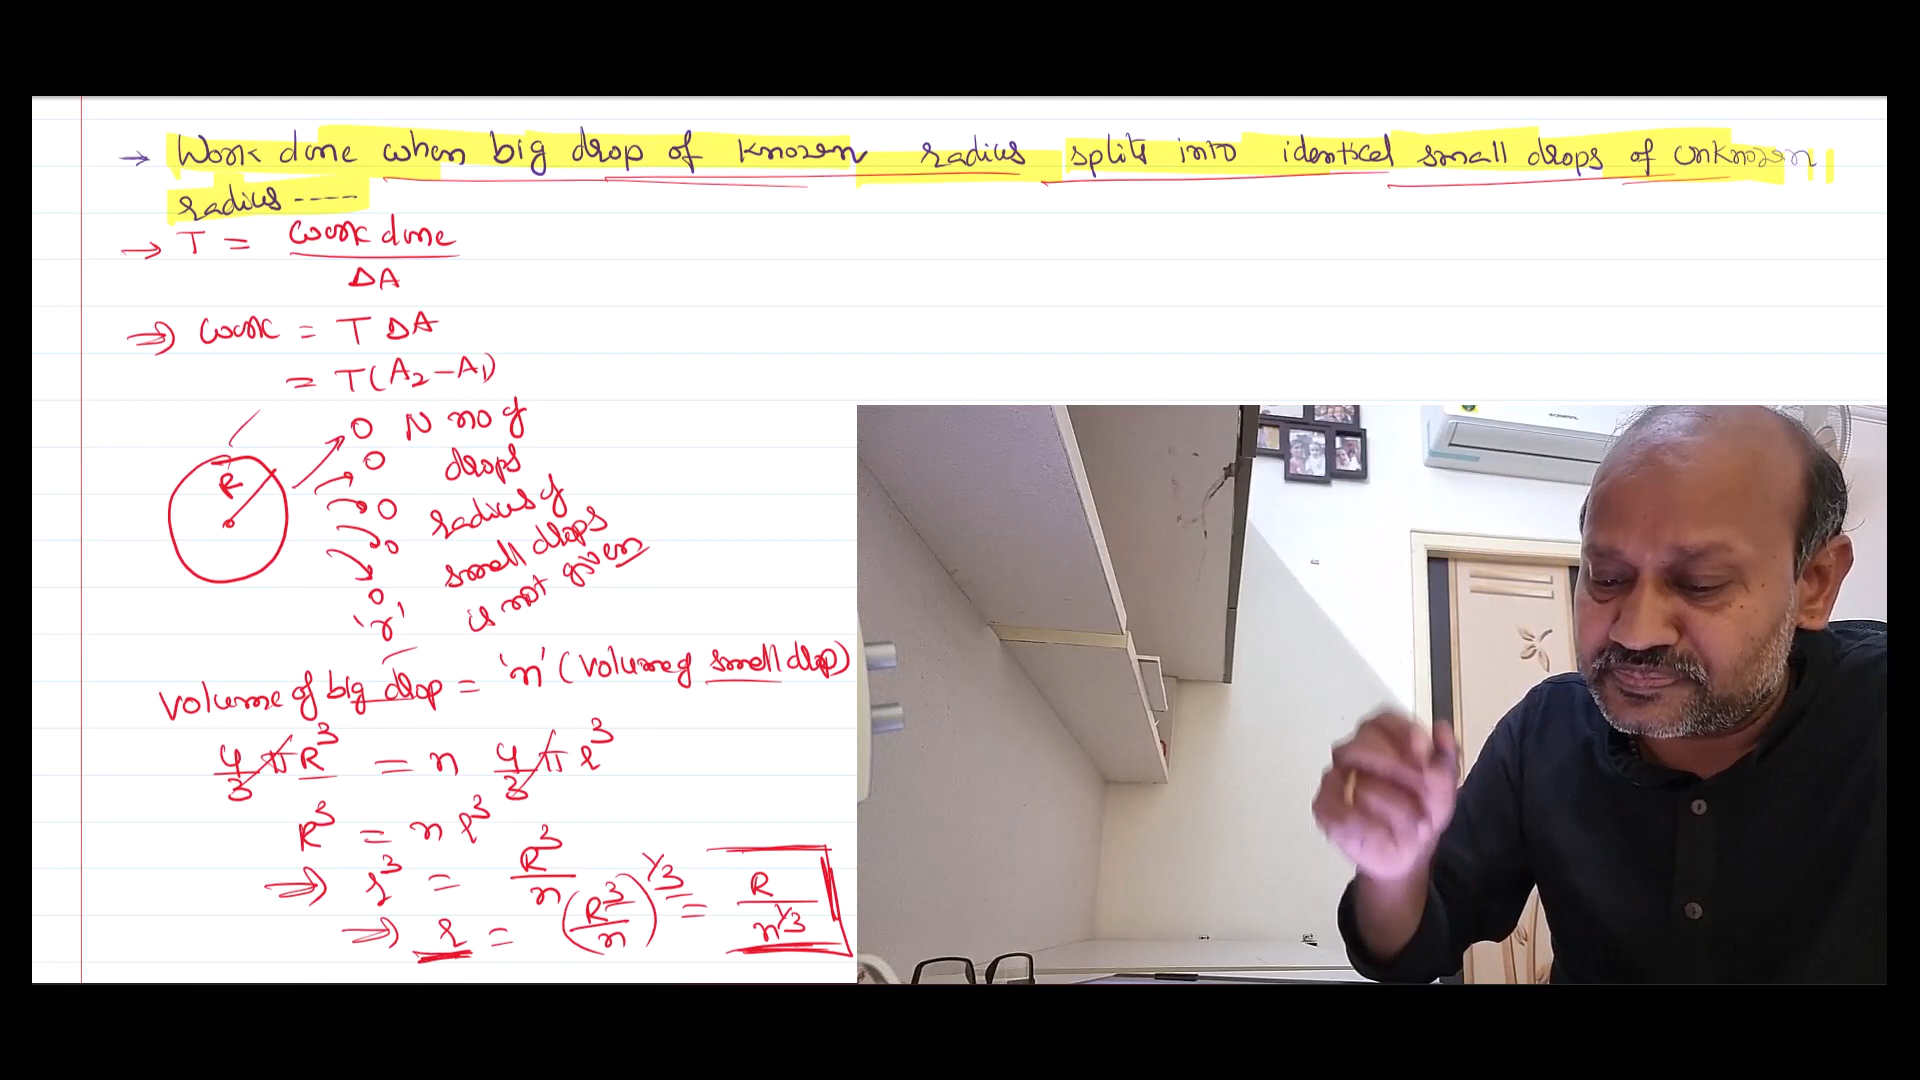 → Work done when big drop of known radius splits into identical small drops of unknown
radius ----
→ T = work done / ΔA
⇒ work = T ΔA
= T(A₂-A₁)
R
N no of
drops
radius of
small drops
is not given
'r'
volume of big drop = 'n' (volume of small drop)
4/3 π R³ = n 4/3 π r³
R³ = n r³
⇒ r³ = R³/n
⇒ r = (R³/n)^1/3 = R/n^1/3